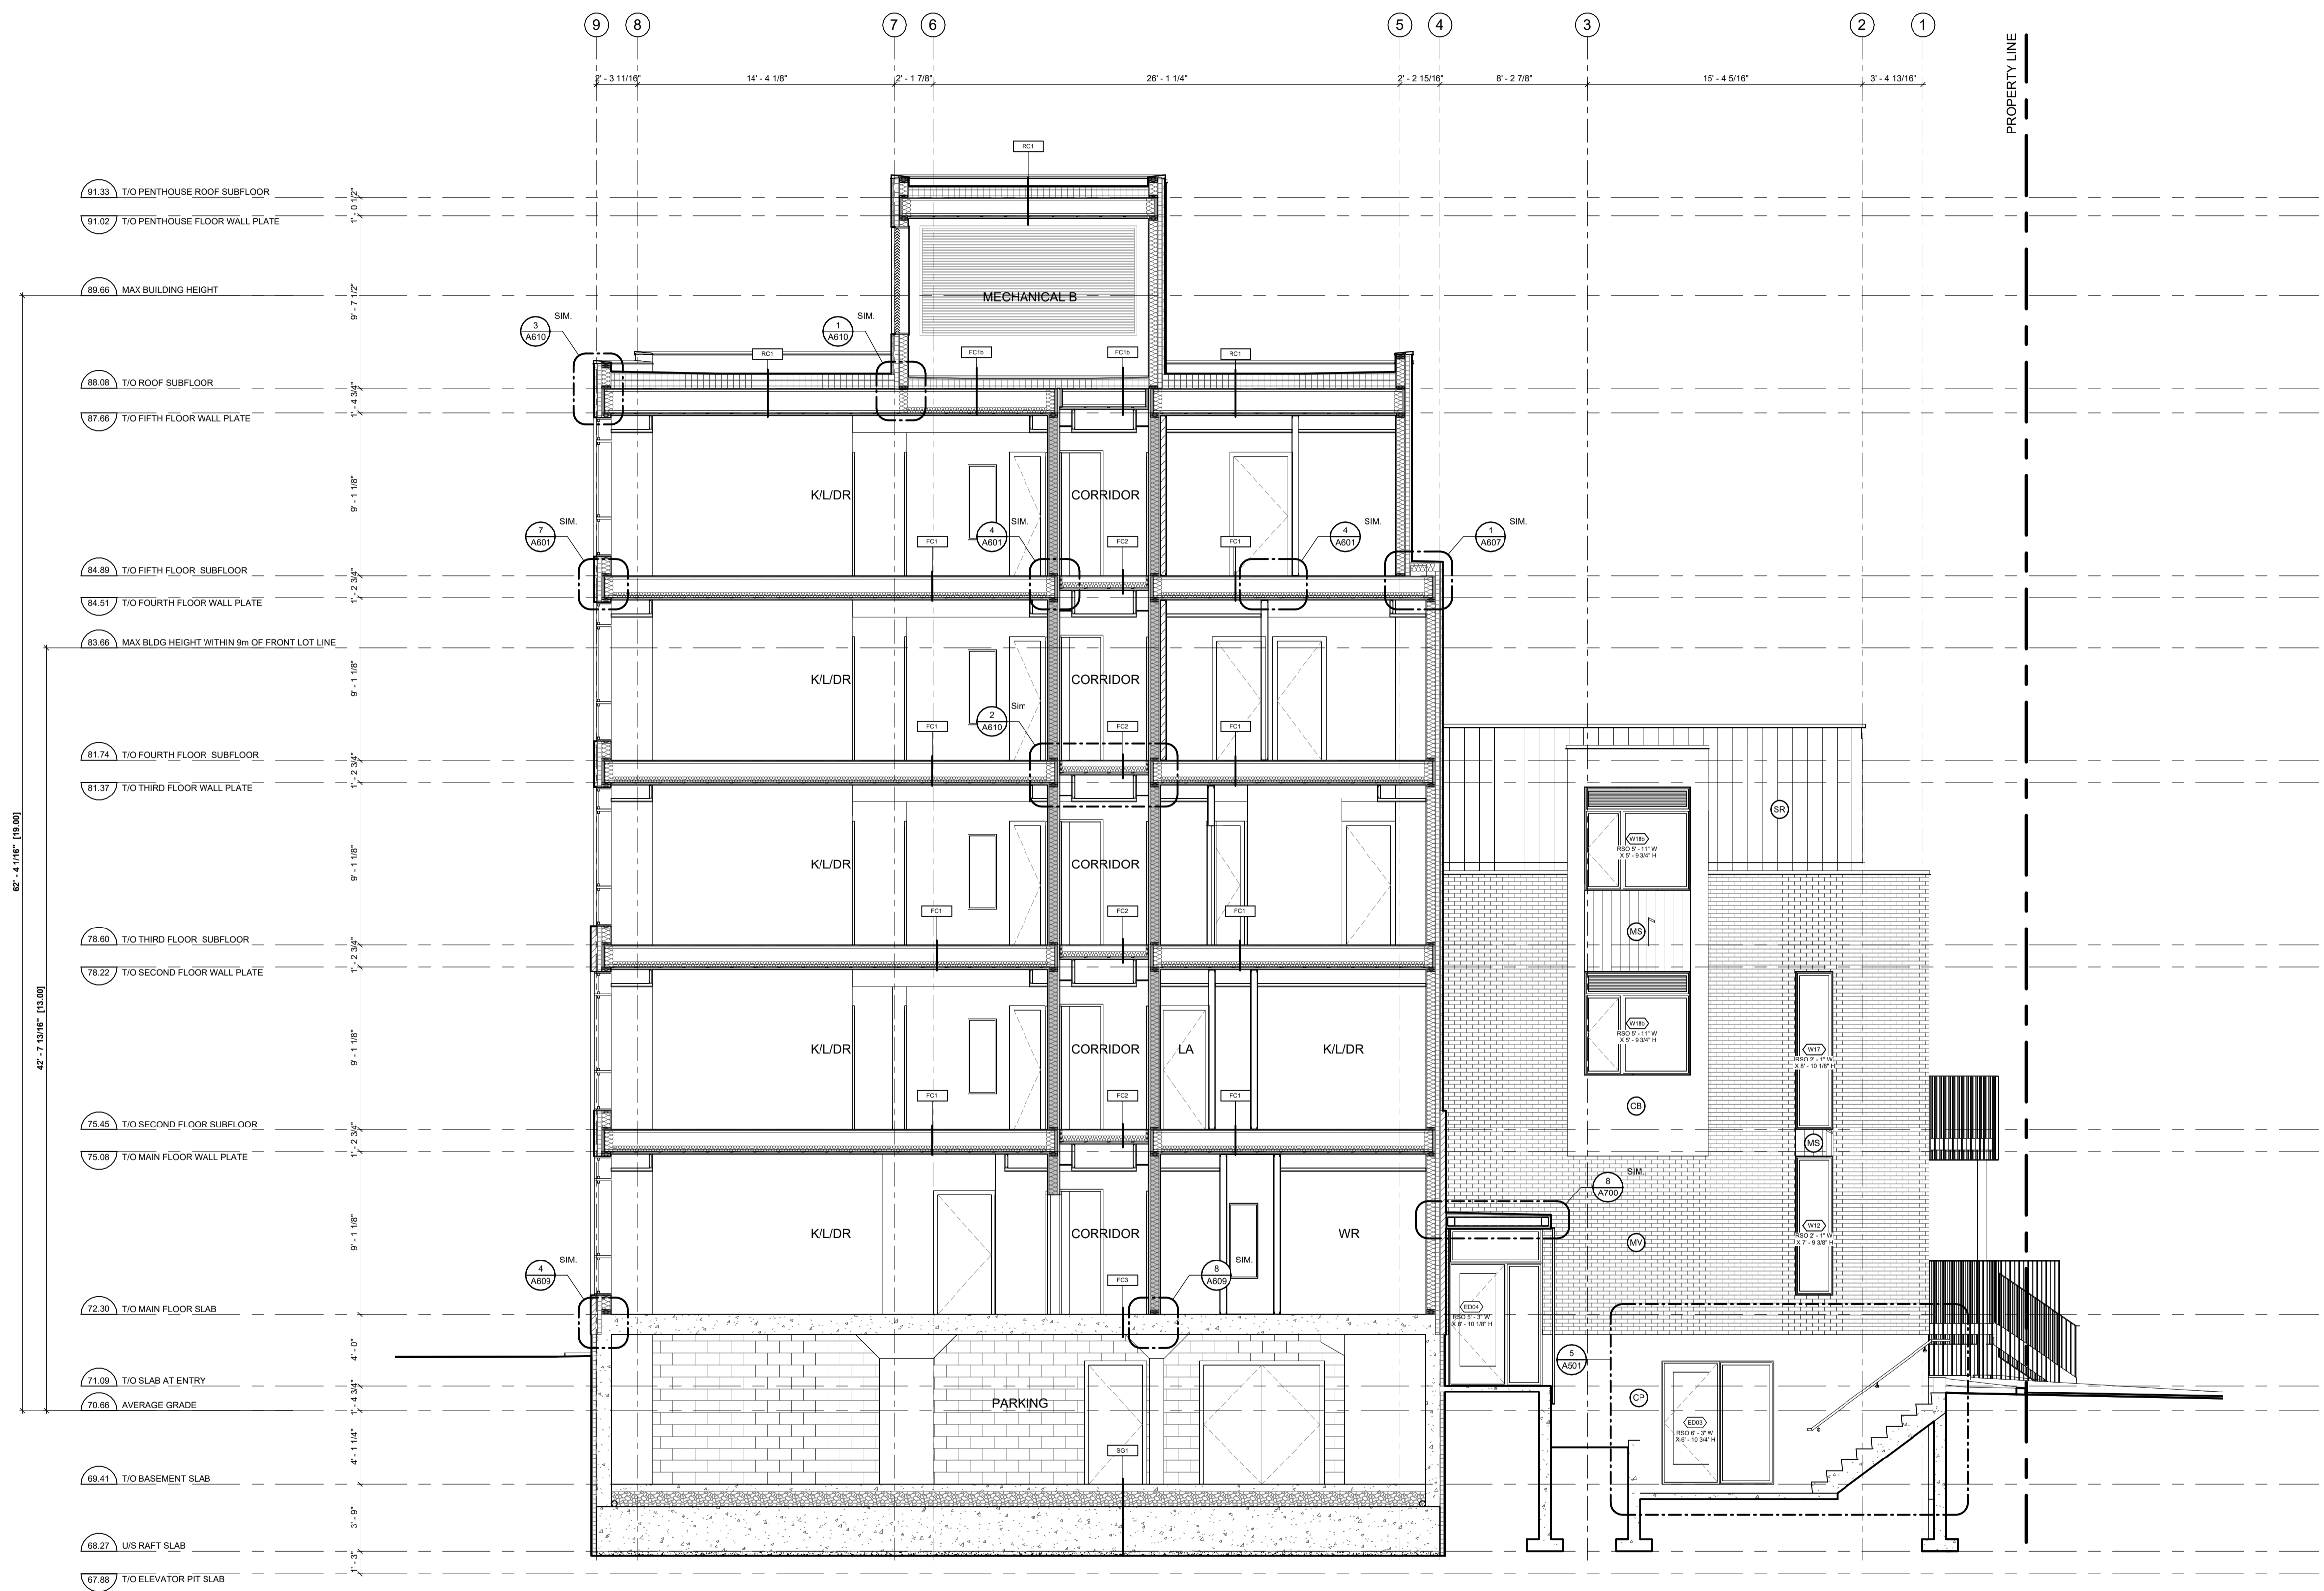 9 8 7 6 5 4 3 2 1
PROPERTY LINE
2' - 3 11/16" 14' - 4 1/8" 2' - 1 7/8" 26' - 1 1/4" 2' - 2 15/16" 8' - 2 7/8" 15' - 4 5/16" 3' - 4 13/16"
RC1
91.33 T/O PENTHOUSE ROOF SUBFLOOR
1' - 0 1/2"
91.02 T/O PENTHOUSE FLOOR WALL PLATE
89.66 MAX BUILDING HEIGHT
9' - 7 1/2"
MECHANICAL B
3
A610
SIM.
1
A610
SIM.
RC1 FC1b FC1b RC1
88.08 T/O ROOF SUBFLOOR
1' - 4 3/4"
87.66 T/O FIFTH FLOOR WALL PLATE
9' - 1 1/8"
K/L/DR CORRIDOR
7
A601
SIM.
FC1
4
A601
SIM.
FC2 FC1
4
A601
SIM.
1
A607
SIM.
84.89 T/O FIFTH FLOOR SUBFLOOR
1' - 2 3/4"
84.51 T/O FOURTH FLOOR WALL PLATE
83.66 MAX BLDG HEIGHT WITHIN 9m OF FRONT LOT LINE
9' - 1 1/8"
K/L/DR CORRIDOR
FC1
2
A610
Sim
FC2 FC1
81.74 T/O FOURTH FLOOR SUBFLOOR
1' - 2 3/4"
81.37 T/O THIRD FLOOR WALL PLATE
SR
W18b
RSO 5' - 11" W
X 5' - 9 3/4" H
62' - 4 1/16" [19.00]
9' - 1 1/8"
K/L/DR CORRIDOR
FC1 FC2 FC1
MS
78.60 T/O THIRD FLOOR SUBFLOOR
1' - 2 3/4"
78.22 T/O SECOND FLOOR WALL PLATE
42' - 7 13/16" [13.00]
9' - 1 1/8"
K/L/DR CORRIDOR LA K/L/DR
W18b
RSO 5' - 11" W
X 5' - 9 3/4" H
W17
RSO 2' - 1" W
X 8' - 10 1/8" H
FC1 FC2 FC1
CB
75.45 T/O SECOND FLOOR SUBFLOOR
MS
1' - 2 3/4"
75.08 T/O MAIN FLOOR WALL PLATE
8
A700
SIM.
9' - 1 1/8"
K/L/DR CORRIDOR WR
MV
W12
RSO 2' - 1" W
X 7' - 9 3/8" H
4
A609
SIM.
FC3
8
A609
SIM.
72.30 T/O MAIN FLOOR SLAB
ED04
RSO 5' - 3" W
X 8' - 10 1/8" H
4' - 0"
5
A501
71.09 T/O SLAB AT ENTRY
1' - 4 3/4"
70.66 AVERAGE GRADE
PARKING
CP
ED03
RSO 6' - 3" W
X 6' - 10 3/4" H
4' - 1 1/4"
SG1
69.41 T/O BASEMENT SLAB
3' - 9"
68.27 U/S RAFT SLAB
1' - 3"
67.88 T/O ELEVATOR PIT SLAB